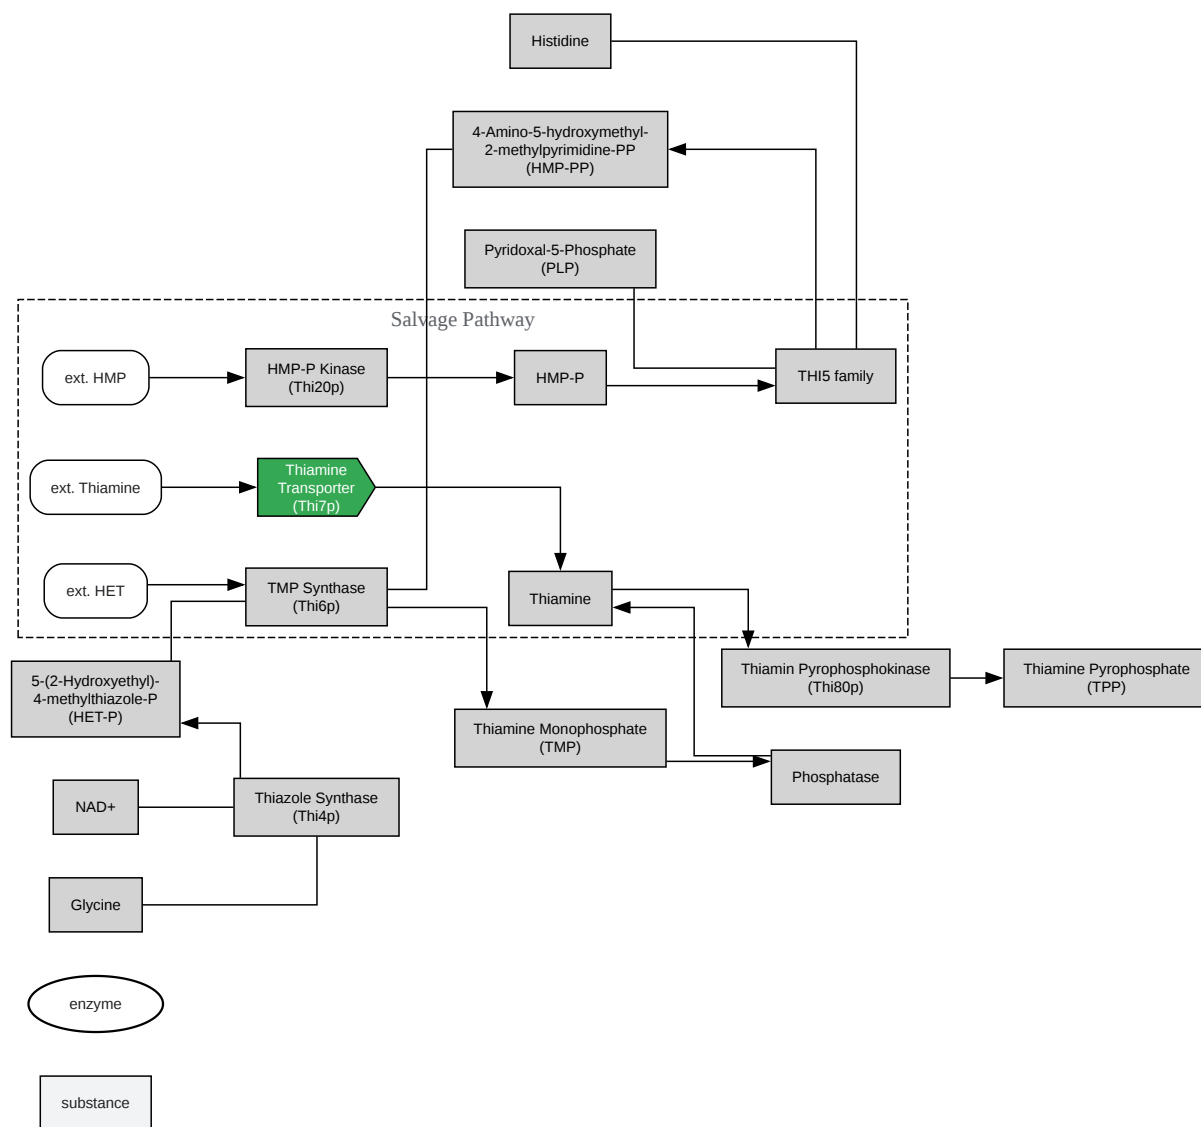 Histidine
4-Amino-5-hydroxymethyl-
2-methylpyrimidine-PP
(HMP-PP)
Pyridoxal-5-Phosphate
(PLP)
Salvage Pathway
ext. HMP
HMP-P Kinase
(Thi20p)
HMP-P
THI5 family
ext. Thiamine
Thiamine
Transporter
(Thi7p)
ext. HET
TMP Synthase
(Thi6p)
Thiamine
5-(2-Hydroxyethyl)-
4-methylthiazole-P
(HET-P)
Thiamin Pyrophosphokinase
(Thi80p)
Thiamine Pyrophosphate
(TPP)
Thiamine Monophosphate
(TMP)
Phosphatase
NAD+
Thiazole Synthase
(Thi4p)
Glycine
enzyme
substance